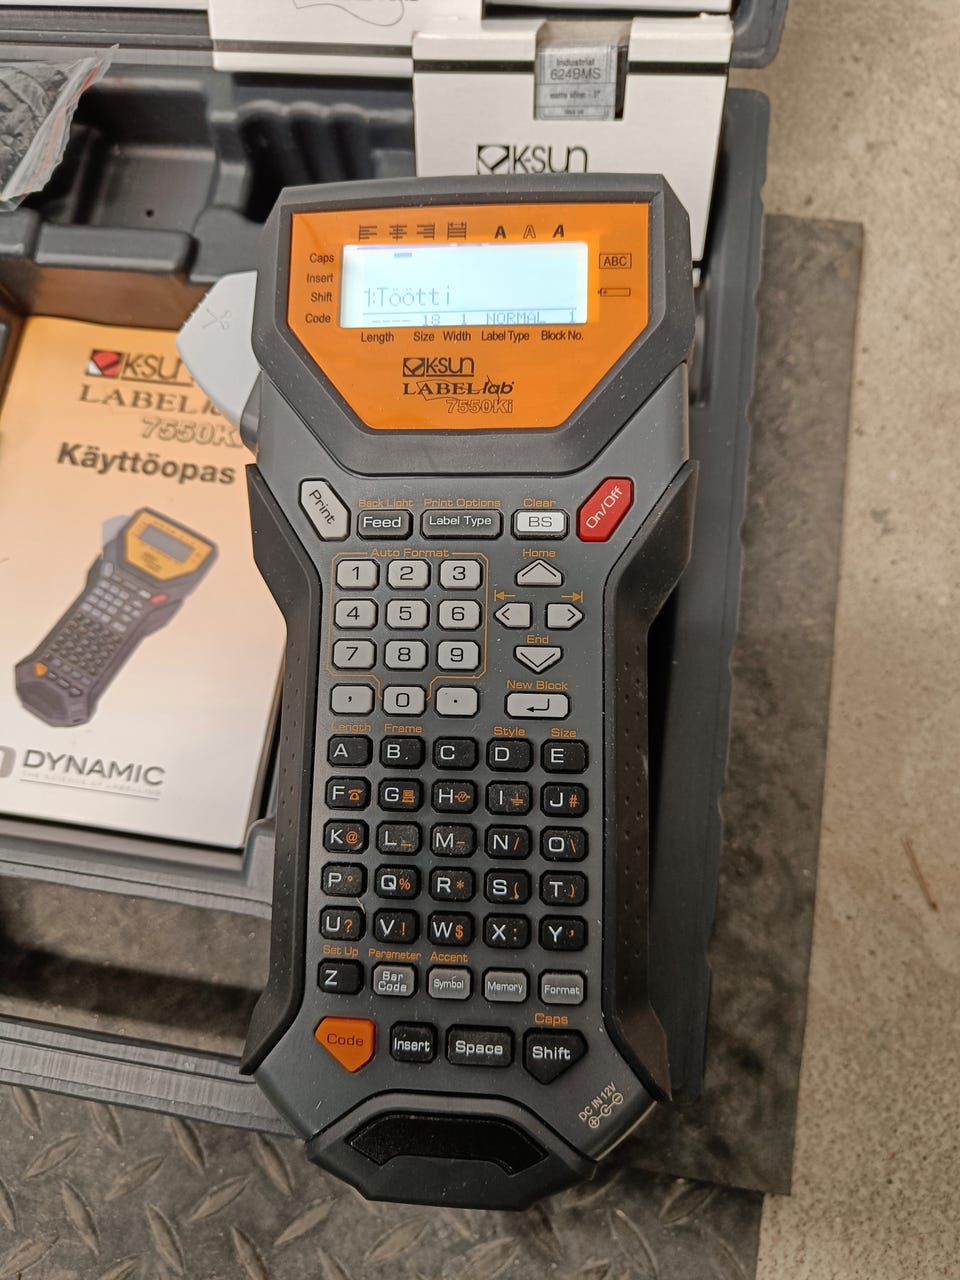 Industrial
624BMS
K-SUN
A A A
Caps
Insert
Shift
Code
ABC
1:Töötti
---- 18 1 NORMAL 1
Length Size Width Label Type Block No.
K-SUN
LABELlab
7550Ki
K-SUN
LABEL
7550K
Käyttöopas
DYNAMIC
THE SCIENCE OF LABELLING
Back Light Print Options Clear
Print Feed Label Type BS On/Off
Auto Format Home
1 2 3
4 5 6 < >
End
7 8 9
New Block
, 0 .
Length Frame Style Size
A B C D E
F G H I J #
K @ L _ M - N / O \
P ° Q % R * S ( T )
U ? V ! W $ X : Y '
Set Up Parameter Accent
Z Bar Code Symbol Memory Format
Caps
Code Insert Space Shift
DC IN 12V